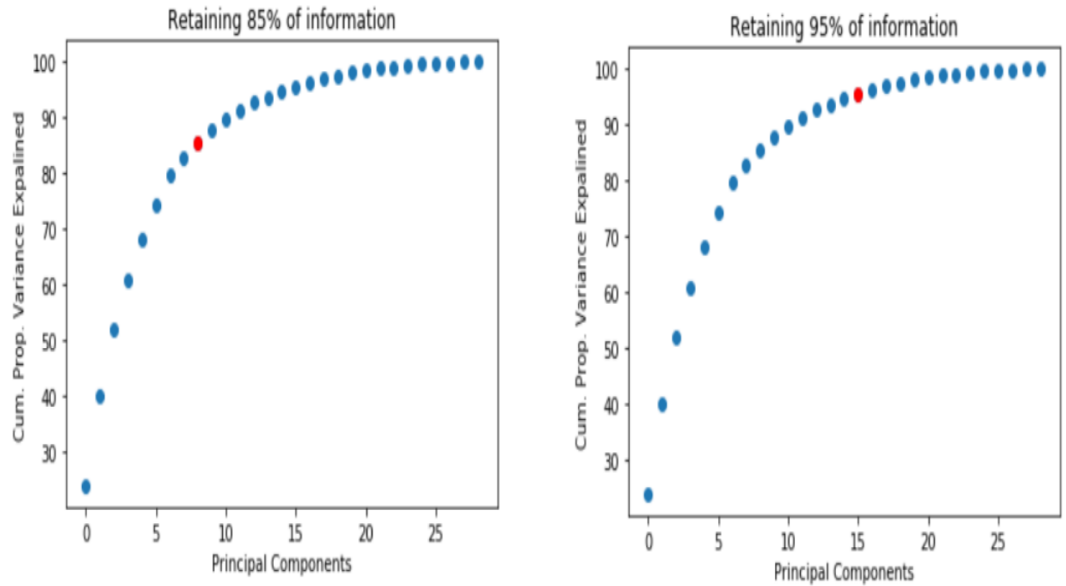 Retaining 85% of information
100
90
80
70
60
50
40
30
Cum. Prop. Variance Expalined
0 5 10 15 20 25
Principal Components
Retaining 95% of information
100
90
80
70
60
50
40
30
Cum. Prop. Variance Expalined
0 5 10 15 20 25
Principal Components